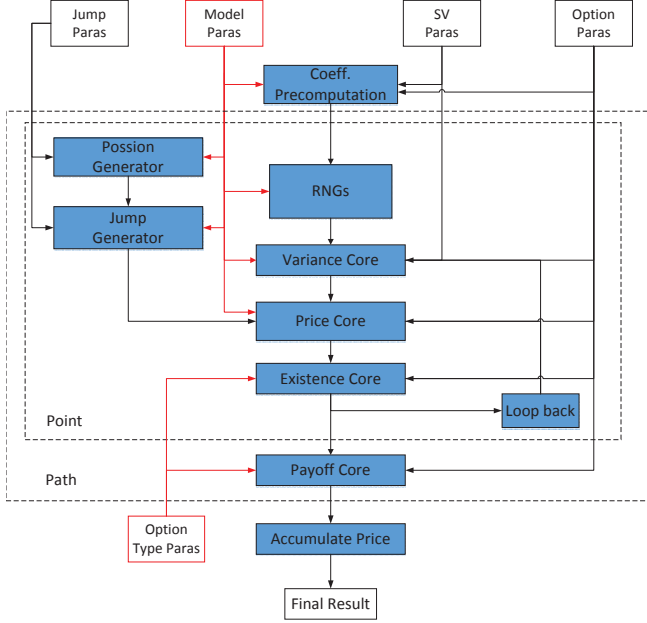 Jump
Paras
Model
Paras
SV
Paras
Option
Paras
Coeff.
Precomputation
Possion
Generator
RNGs
Jump
Generator
Variance Core
Price Core
Existence Core
Loop back
Point
Payoff Core
Path
Option
Type Paras
Accumulate Price
Final Result